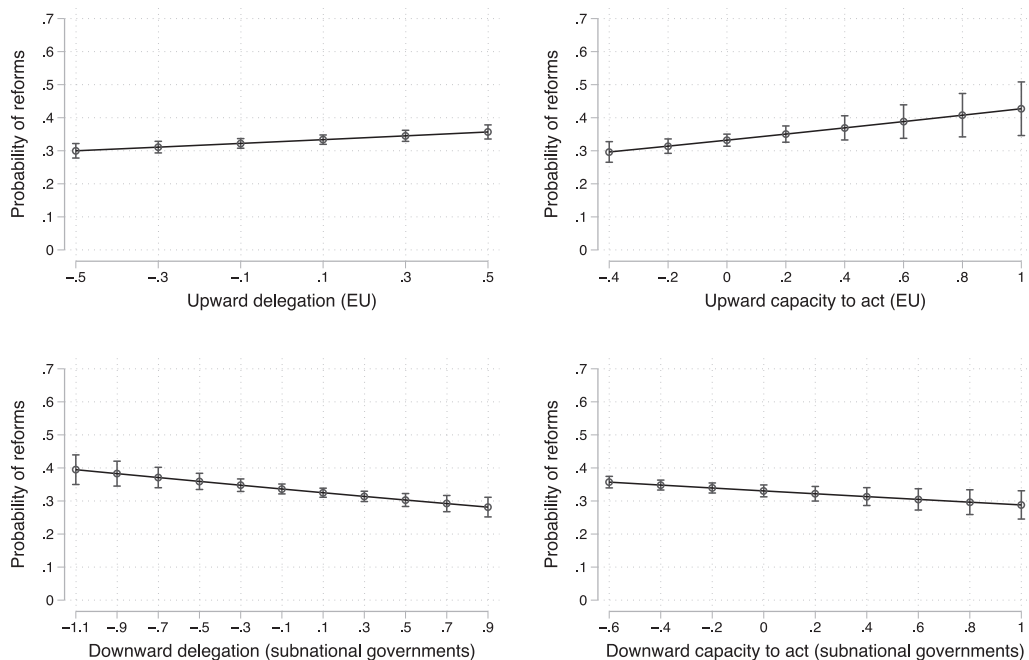 Probability of reforms
.7
.6
.5
.4
.3
.2
.1
0
−.5 −.3 −.1 .1 .3 .5
Upward delegation (EU)
Probability of reforms
.7
.6
.5
.4
.3
.2
.1
0
−.4 −.2 0 .2 .4 .6 .8 1
Upward capacity to act (EU)
Probability of reforms
.7
.6
.5
.4
.3
.2
.1
0
−1.1 −.9 −.7 −.5 −.3 −.1 .1 .3 .5 .7 .9
Downward delegation (subnational governments)
Probability of reforms
.7
.6
.5
.4
.3
.2
.1
0
−.6 −.4 −.2 0 .2 .4 .6 .8 1
Downward capacity to act (subnational governments)